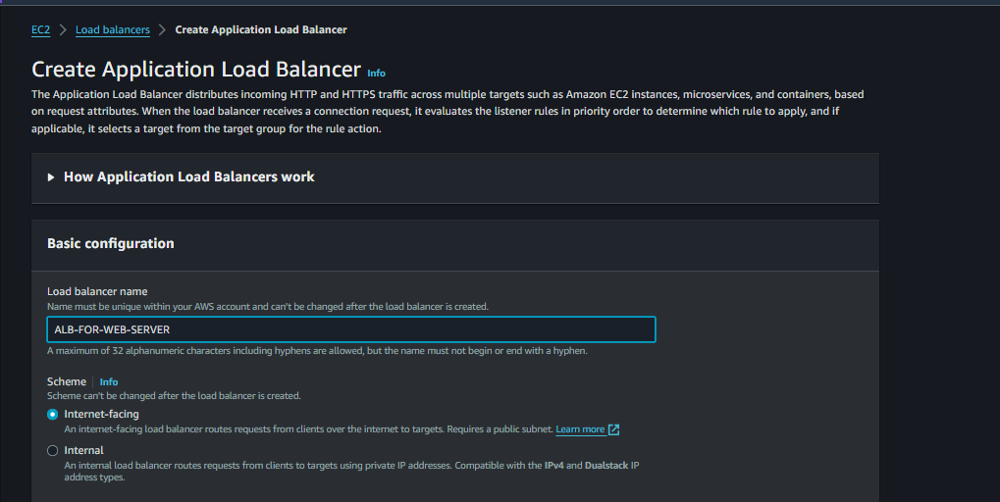 EC2 > Load balancers > Create Application Load Balancer
Create Application Load Balancer Info
The Application Load Balancer distributes incoming HTTP and HTTPS traffic across multiple targets such as Amazon EC2 instances, microservices, and containers, based
on request attributes. When the load balancer receives a connection request, it evaluates the listener rules in priority order to determine which rule to apply, and if
applicable, it selects a target from the target group for the rule action.
How Application Load Balancers work
Basic configuration
Load balancer name
Name must be unique within your AWS account and can't be changed after the load balancer is created.
ALB-FOR-WEB-SERVER
A maximum of 32 alphanumeric characters including hyphens are allowed, but the name must not begin or end with a hyphen.
Scheme | Info
Scheme can't be changed after the load balancer is created.
Internet-facing
An internet-facing load balancer routes requests from clients over the internet to targets. Requires a public subnet. Learn more
Internal
An internal load balancer routes requests from clients to targets using private IP addresses. Compatible with the IPv4 and Dualstack IP
address types.